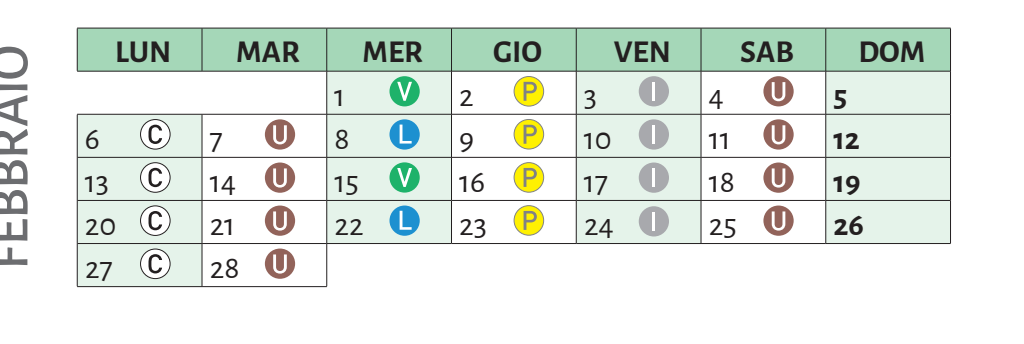 FEBBRAIO
LUN MAR MER GIO VEN SAB DOM
1 V 2 P 3 I 4 U 5
6 C 7 U 8 L 9 P 10 I 11 U 12
13 C 14 U 15 V 16 P 17 I 18 U 19
20 C 21 U 22 L 23 P 24 I 25 U 26
27 C 28 U